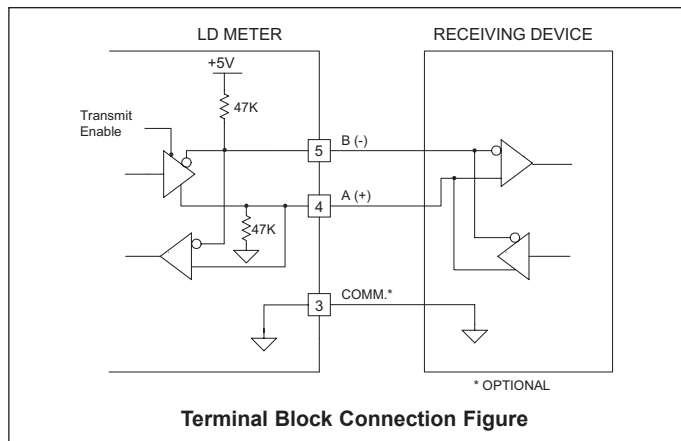 LD METER
RECEIVING DEVICE
+5V
47K
Transmit
Enable
5
B (-)
4
A (+)
47K
3
COMM.*
* OPTIONAL
Terminal Block Connection Figure